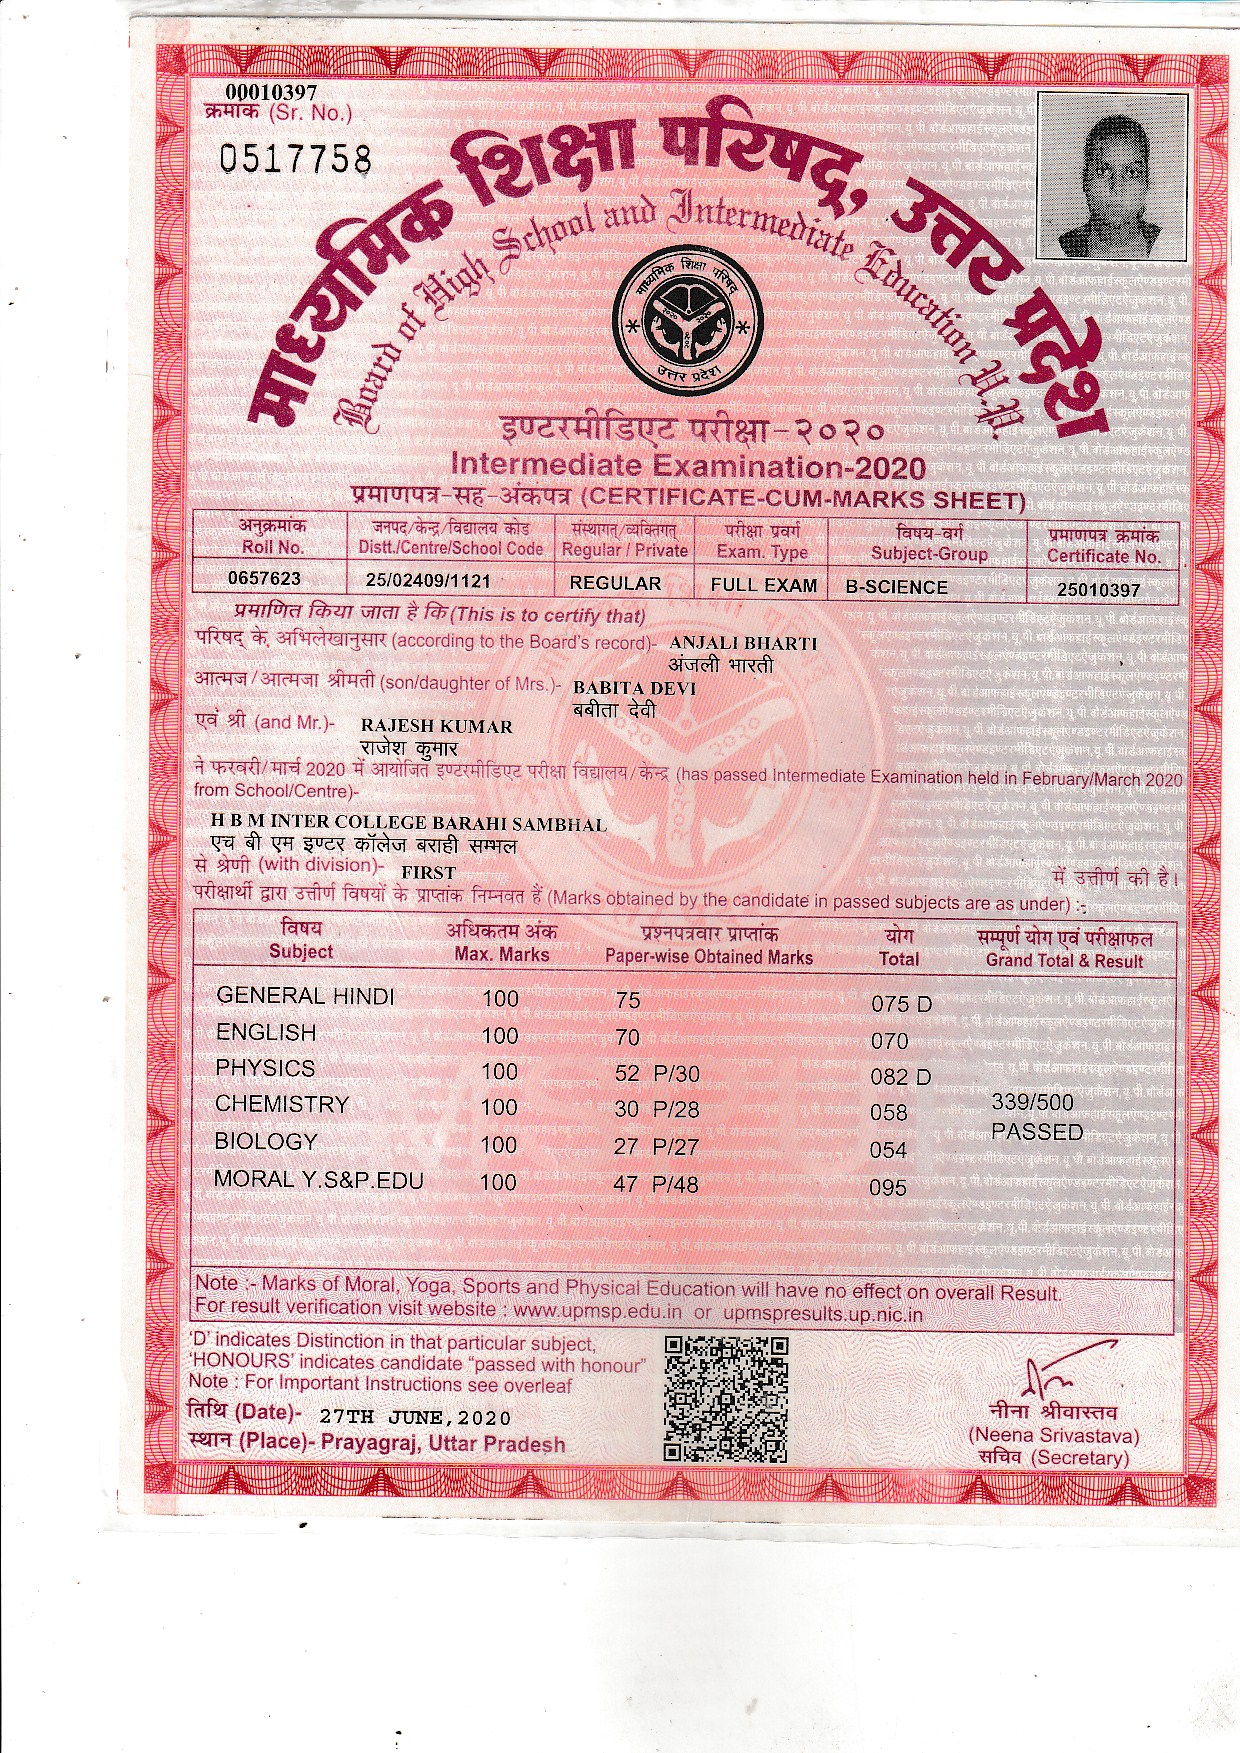 00010397
क्रमांक (Sr. No.)
0517758
माध्यमिक शिक्षा परिषद्, उत्तर प्रदेश
Board of High School and Intermediate Education U.P.
माध्यमिक शिक्षा परिषद्
उत्तर प्रदेश
इण्टरमीडिएट परीक्षा-२०२०
Intermediate Examination-2020
प्रमाणपत्र-सह-अंकपत्र (CERTIFICATE-CUM-MARKS SHEET)
अनुक्रमांक जनपद/केन्द्र/विद्यालय कोड संस्थागत्/व्यक्तिगत् परीक्षा प्रवर्ग विषय-वर्ग प्रमाणपत्र क्रमांक
Roll No. Distt./Centre/School Code Regular / Private Exam. Type Subject-Group Certificate No.
0657623 25/02409/1121 REGULAR FULL EXAM B-SCIENCE 25010397
प्रमाणित किया जाता है कि (This is to certify that)
परिषद् के अभिलेखानुसार (according to the Board's record)- ANJALI BHARTI
अंजली भारती
आत्मज/आत्मजा श्रीमती (son/daughter of Mrs.)- BABITA DEVI
बबीता देवी
एवं श्री (and Mr.)- RAJESH KUMAR
राजेश कुमार
ने फरवरी/मार्च 2020 में आयोजित इण्टरमीडिएट परीक्षा विद्यालय/केन्द्र (has passed Intermediate Examination held in February/March 2020
from School/Centre)-
H B M INTER COLLEGE BARAHI SAMBHAL
एच बी एम इण्टर कॉलेज बराही सम्भल
से श्रेणी (with division)- FIRST में उत्तीर्ण की है।
परीक्षार्थी द्वारा उत्तीर्ण विषयों के प्राप्तांक निम्नवत हैं (Marks obtained by the candidate in passed subjects are as under) :-
विषय अधिकतम अंक प्रश्नपत्रवार प्राप्तांक योग सम्पूर्ण योग एवं परीक्षाफल
Subject Max. Marks Paper-wise Obtained Marks Total Grand Total & Result
GENERAL HINDI 100 75 075 D
ENGLISH 100 70 070
PHYSICS 100 52 P/30 082 D
CHEMISTRY 100 30 P/28 058 339/500
PASSED
BIOLOGY 100 27 P/27 054
MORAL Y.S&P.EDU 100 47 P/48 095
Note :- Marks of Moral, Yoga, Sports and Physical Education will have no effect on overall Result.
For result verification visit website : www.upmsp.edu.in or upmspresults.up.nic.in
'D' indicates Distinction in that particular subject,
'HONOURS' indicates candidate "passed with honour"
Note : For Important Instructions see overleaf
तिथि (Date)- 27TH JUNE,2020
स्थान (Place)- Prayagraj, Uttar Pradesh
नीना श्रीवास्तव
(Neena Srivastava)
सचिव (Secretary)